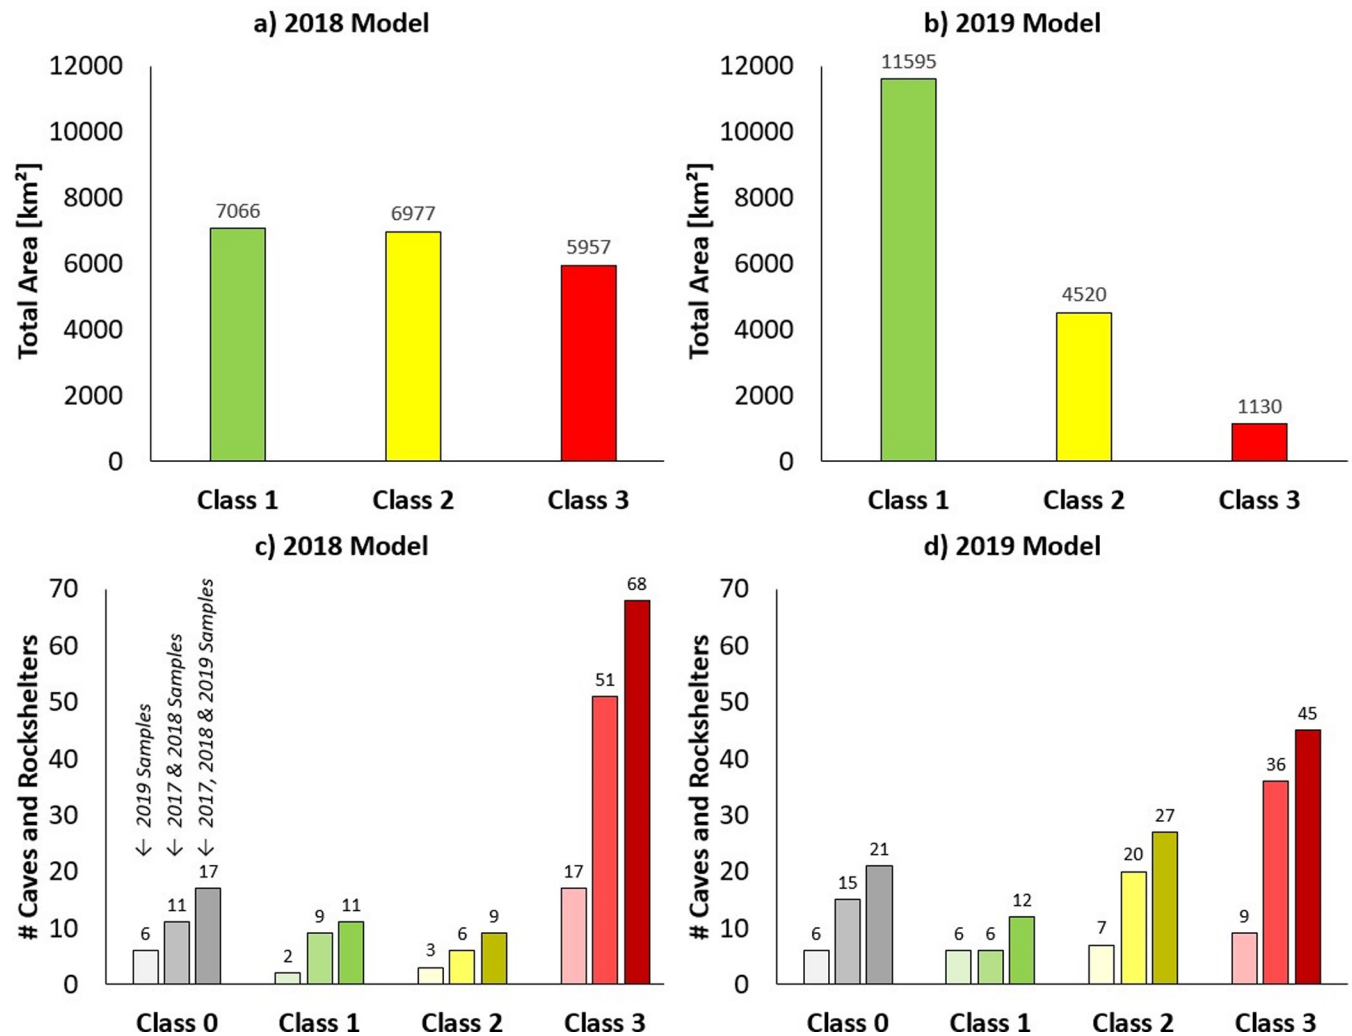 a) 2018 Model
12000
10000
8000
6000
4000
2000
0
Total Area [km²]
7066
6977
5957
Class 1
Class 2
Class 3
b) 2019 Model
12000
10000
8000
6000
4000
2000
0
Total Area [km²]
11595
4520
1130
Class 1
Class 2
Class 3
c) 2018 Model
70
60
50
40
30
20
10
0
# Caves and Rockshelters
← 2019 Samples
← 2017 & 2018 Samples
← 2017, 2018 & 2019 Samples
6
11
17
2
9
11
3
6
9
17
51
68
Class 0
Class 1
Class 2
Class 3
d) 2019 Model
70
60
50
40
30
20
10
0
# Caves and Rockshelters
6
15
21
6
6
12
7
20
27
9
36
45
Class 0
Class 1
Class 2
Class 3